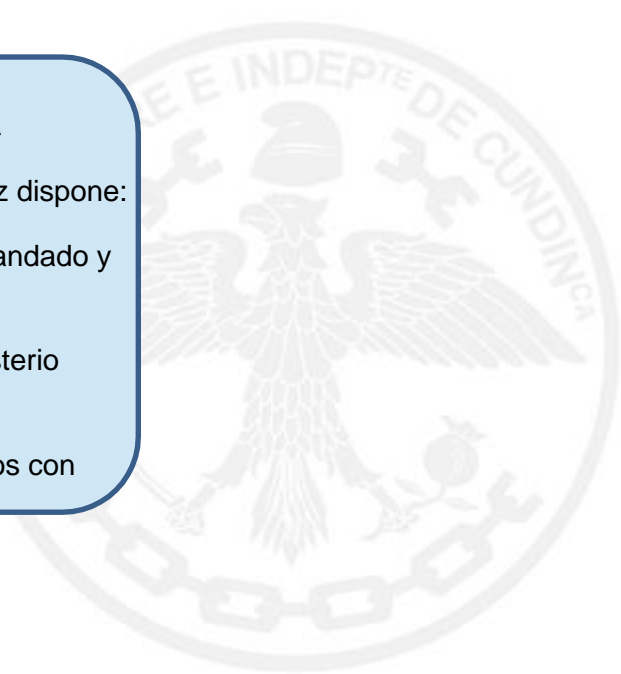 z dispone:
andado y
sterio
os con
E E INDEPTE DE CUNDINCA